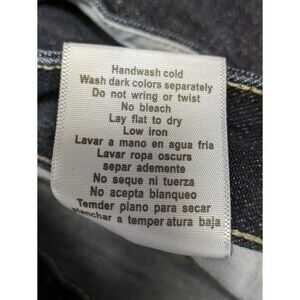 Handwash cold
Wash dark colors separately
Do not wring or twist
No bleach
Lay flat to dry
Low iron
Lavar a mano en agua fria
Lavar ropa oscurs
separ ademente
No seque ni tuerza
No acepta blanqueo
Temder plano para secar
planchar a temper atura baja